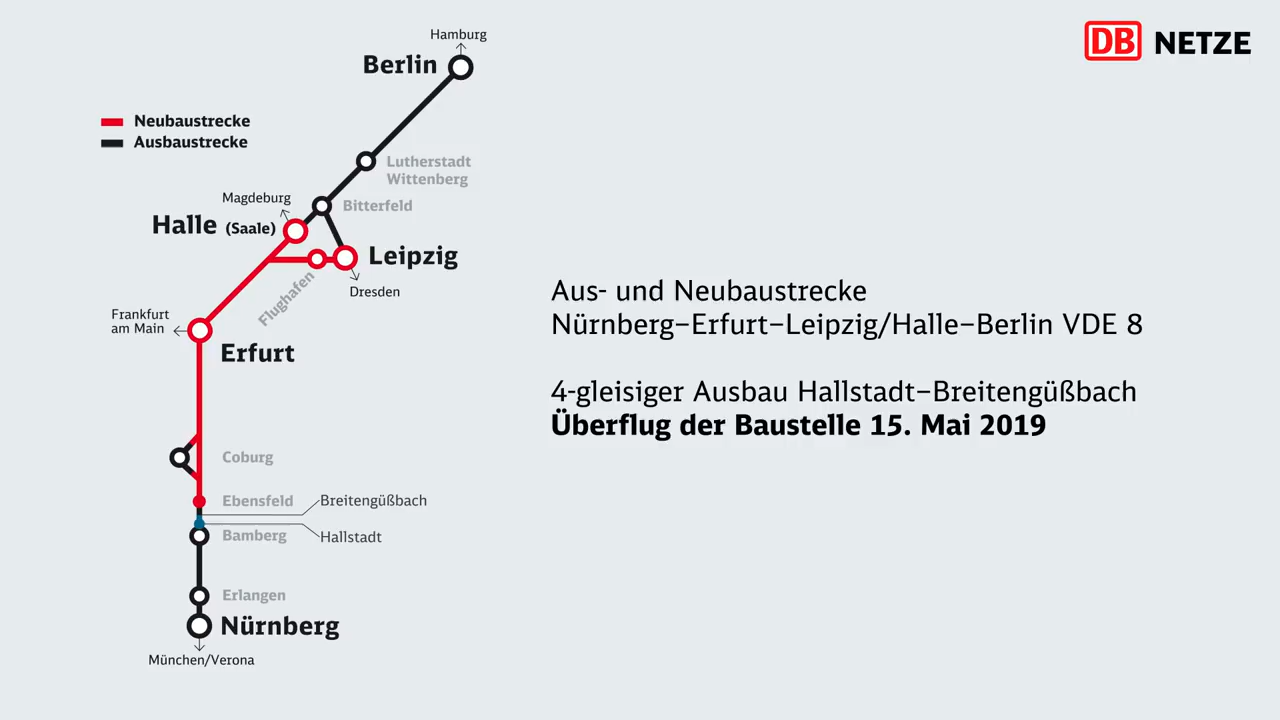 Hamburg
Berlin
DB NETZE
Neubaustrecke
Ausbaustrecke
Lutherstadt
Wittenberg
Magdeburg
Bitterfeld
Halle (Saale)
Leipzig
Flughafen
Dresden
Frankfurt
am Main
Erfurt
Aus- und Neubaustrecke
Nürnberg–Erfurt–Leipzig/Halle–Berlin VDE 8
4-gleisiger Ausbau Hallstadt–Breitengüßbach
Überflug der Baustelle 15. Mai 2019
Coburg
Ebensfeld
Breitengüßbach
Bamberg
Hallstadt
Erlangen
Nürnberg
München/Verona